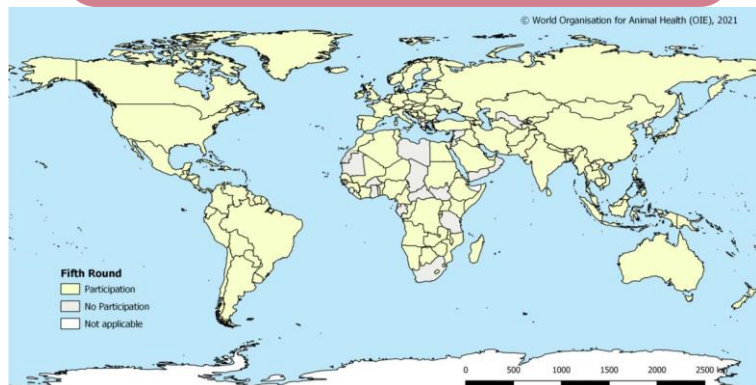 © World Organisation for Animal Health (OIE), 2021
Fifth Round
Participation
No Participation
Not applicable
0 500 1000 1500 2000 2500 km